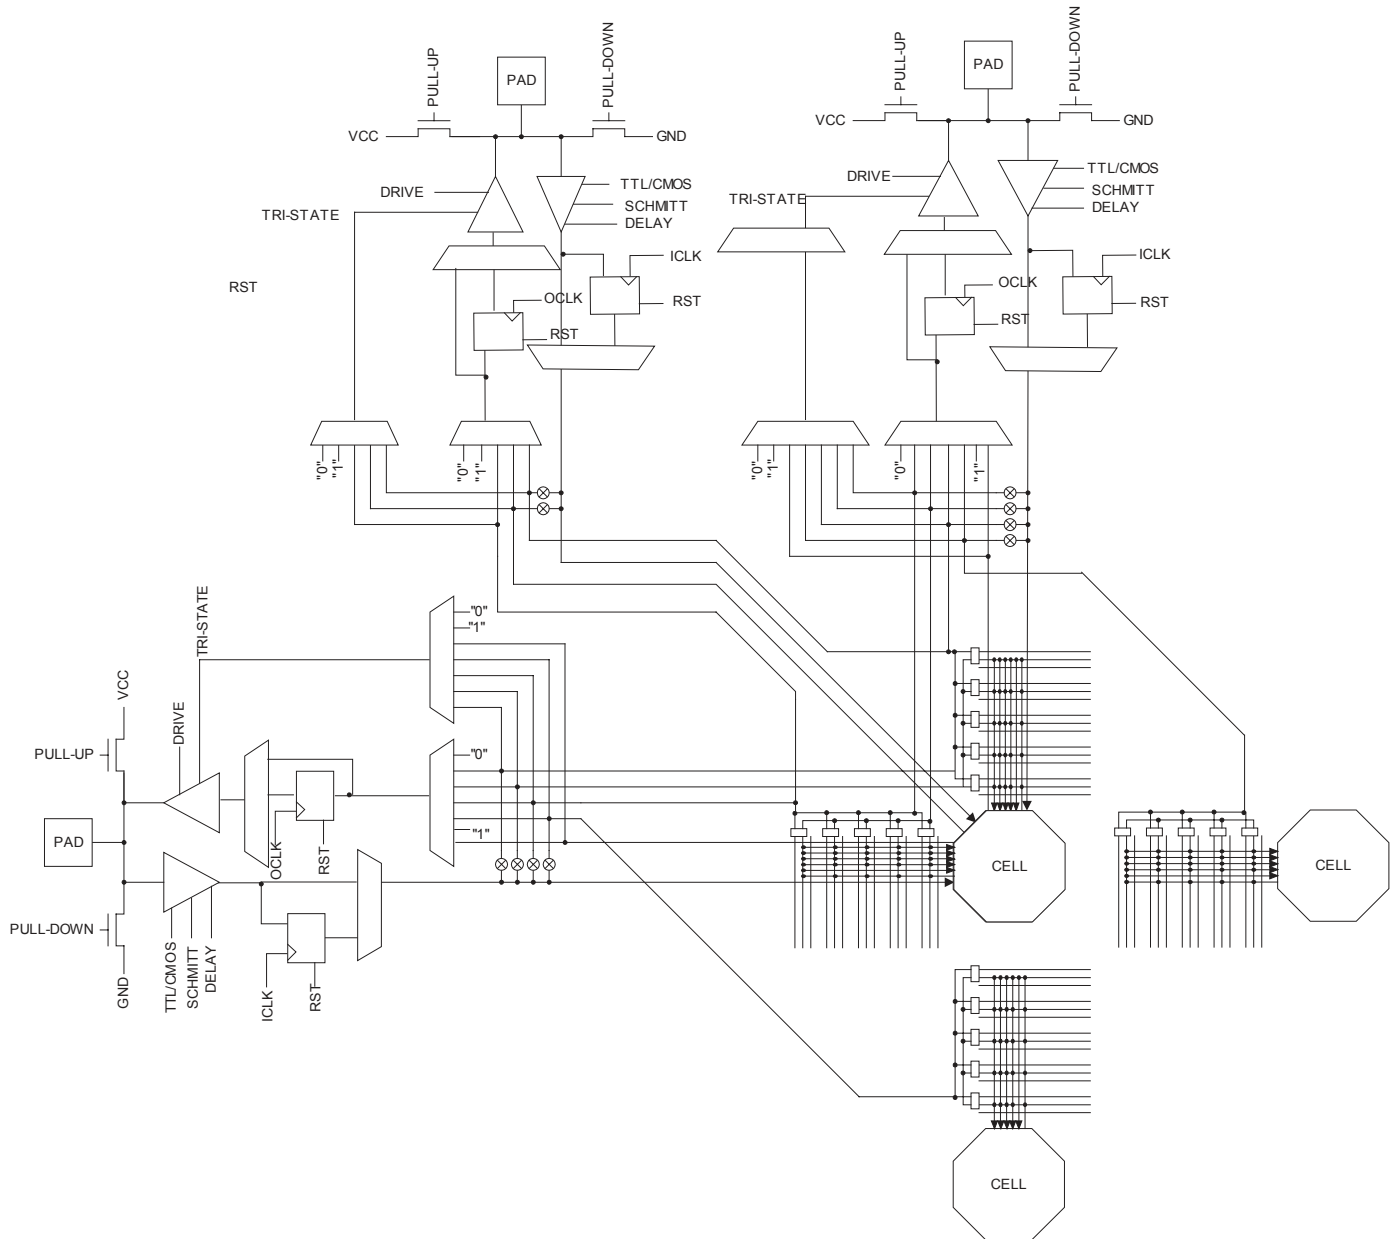 PULL-UP
PAD
PULL-DOWN
VCC
GND
DRIVE
TTL/CMOS
SCHMITT
TRI-STATE
DELAY
ICLK
RST
OCLK
RST
RST
"0"
"1"
"0"
"1"
PULL-UP
PAD
PULL-DOWN
VCC
GND
DRIVE
TTL/CMOS
SCHMITT
TRI-STATE
DELAY
ICLK
OCLK
RST
RST
"0"
"1"
"0"
"1"
TRI-STATE
"0"
"1"
VCC
DRIVE
PULL-UP
"0"
PAD
"1"
OCLK
RST
PULL-DOWN
GND
TTL/CMOS
SCHMITT
DELAY
ICLK
RST
CELL
CELL
CELL